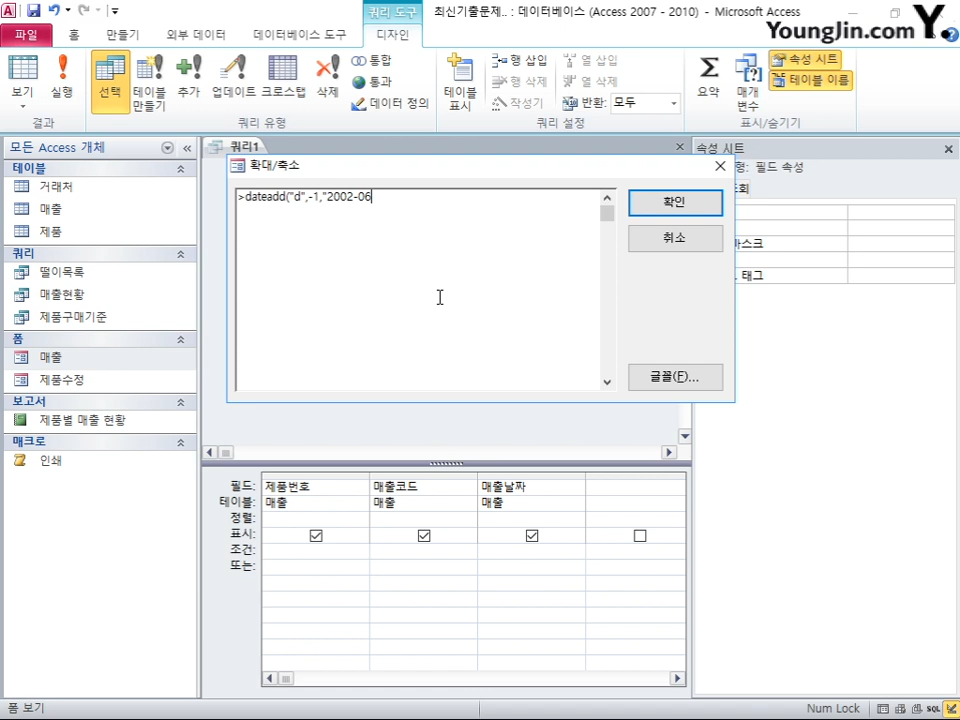 쿼리 도구
최신기출문제.. : 데이터베이스 (Access 2007 - 2010) - Microsoft Access
YoungJin.com Y
파일 홈 만들기 외부 데이터 데이터베이스 도구 디자인
보기 실행 선택 테이블 만들기 추가 업데이트 크로스탭 삭제
통합
통과
데이터 정의
테이블 표시
행 삽입
행 삭제
작성기
열 삽입
열 삭제
반환: 모두
요약 매개 변수
속성 시트
테이블 이름
결과 쿼리 유형 쿼리 설정 표시/숨기기
모든 Access 개체
테이블
거래처
매출
제품
쿼리
떨이목록
매출현황
제품구매기준
폼
매출
제품수정
보고서
제품별 매출 현황
매크로
인쇄
쿼리1
확대/축소
>dateadd("d",-1,"2002-06
확인
취소
글꼴(F)...
속성 시트
형: 필드 속성
회
마스크
태그
필드: 제품번호 매출코드 매출날짜
테이블: 매출 매출 매출
정렬:
표시:
조건:
또는:
폼 보기
Num Lock
SQL